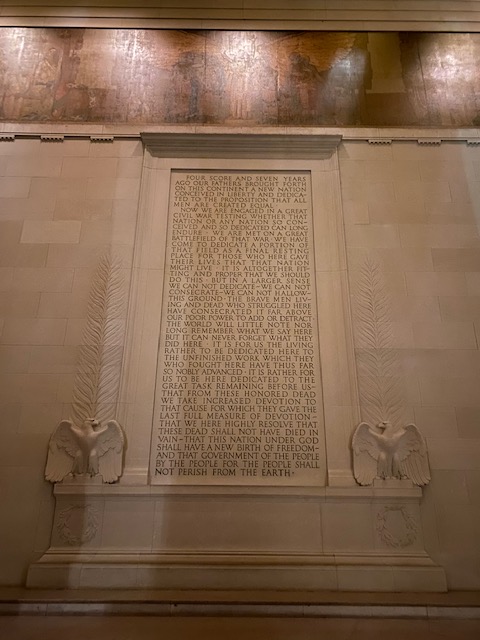 FOUR SCORE AND SEVEN YEARS
AGO OUR FATHERS BROUGHT FORTH
ON THIS CONTINENT A NEW NATION
CONCEIVED IN LIBERTY AND DEDICA-
TED TO THE PROPOSITION THAT ALL
MEN ARE CREATED EQUAL ·
NOW WE ARE ENGAGED IN A GREAT
CIVIL WAR TESTING WHETHER THAT
NATION OR ANY NATION SO CON-
CEIVED AND SO DEDICATED CAN LONG
ENDURE · WE ARE MET ON A GREAT
BATTLEFIELD OF THAT WAR · WE HAVE
COME TO DEDICATE A PORTION OF
THAT FIELD AS A FINAL RESTING
PLACE FOR THOSE WHO HERE GAVE
THEIR LIVES THAT THAT NATION
MIGHT LIVE · IT IS ALTOGETHER FIT-
TING AND PROPER THAT WE SHOULD
DO THIS · BUT IN A LARGER SENSE
WE CAN NOT DEDICATE~WE CAN NOT
CONSECRATE~WE CAN NOT HALLOW~
THIS GROUND · THE BRAVE MEN LIV-
ING AND DEAD WHO STRUGGLED HERE
HAVE CONSECRATED IT FAR ABOVE
OUR POOR POWER TO ADD OR DETRACT·
THE WORLD WILL LITTLE NOTE NOR
LONG REMEMBER WHAT WE SAY HERE
BUT IT CAN NEVER FORGET WHAT THEY
DID HERE · IT IS FOR US THE LIVING
RATHER TO BE DEDICATED HERE TO
THE UNFINISHED WORK WHICH THEY
WHO FOUGHT HERE HAVE THUS FAR
SO NOBLY ADVANCED · IT IS RATHER FOR
US TO BE HERE DEDICATED TO THE
GREAT TASK REMAINING BEFORE US~
THAT FROM THESE HONORED DEAD
WE TAKE INCREASED DEVOTION TO
THAT CAUSE FOR WHICH THEY GAVE THE
LAST FULL MEASURE OF DEVOTION~
THAT WE HERE HIGHLY RESOLVE THAT
THESE DEAD SHALL NOT HAVE DIED IN
VAIN~THAT THIS NATION UNDER GOD
SHALL HAVE A NEW BIRTH OF FREEDOM~
AND THAT GOVERNMENT OF THE PEOPLE
BY THE PEOPLE FOR THE PEOPLE SHALL
NOT PERISH FROM THE EARTH·